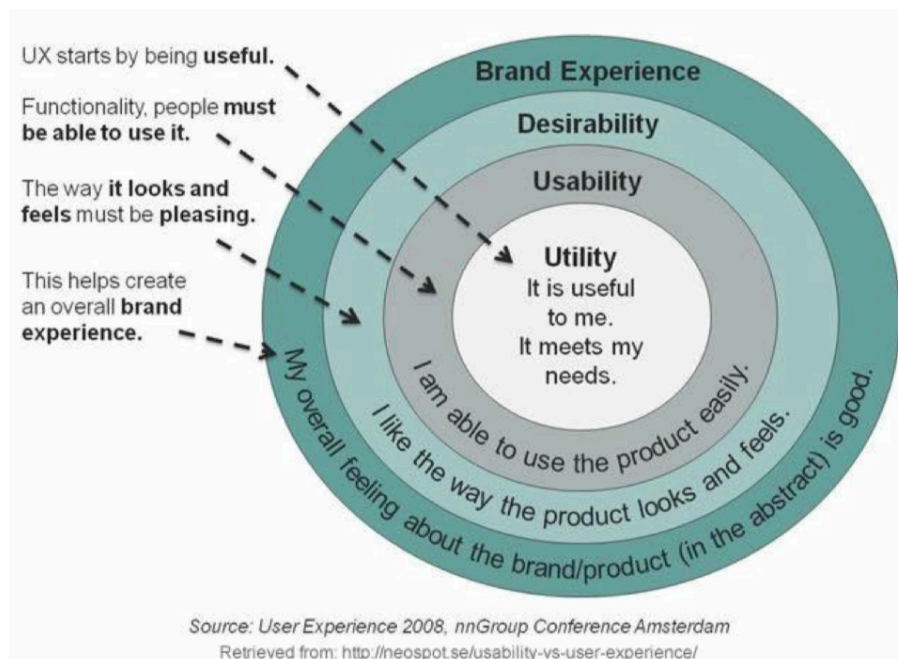 UX starts by being useful.
Functionality, people must
be able to use it.
The way it looks and
feels must be pleasing.
This helps create
an overall brand
experience.
Brand Experience
Desirability
Usability
Utility
It is useful
to me.
It meets my
needs.
I am able to use the product easily.
I like the way the product looks and feels.
My overall feeling about the brand/product (in the abstract) is good.
Source: User Experience 2008, nnGroup Conference Amsterdam
Retrieved from: http://neospot.se/usability-vs-user-experience/